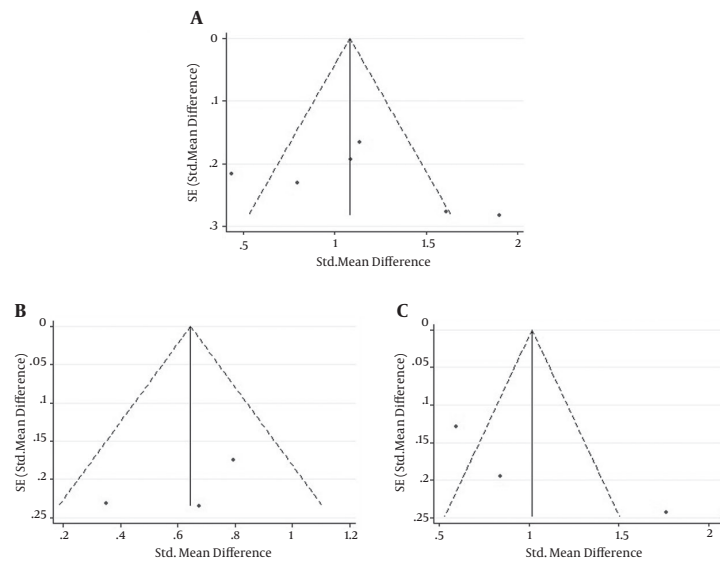 A
0
.1
.2
.3
SE (Std.Mean Difference)
.5 1 1.5 2
Std.Mean Difference
B
0
.05
.1
.15
.2
.25
SE (Std.Mean Difference)
.2 .4 .6 .8 1 1.2
Std. Mean Difference
C
0
.05
.1
.15
.2
.25
SE (Std.Mean Difference)
.5 1 1.5 2
Std. Mean Difference